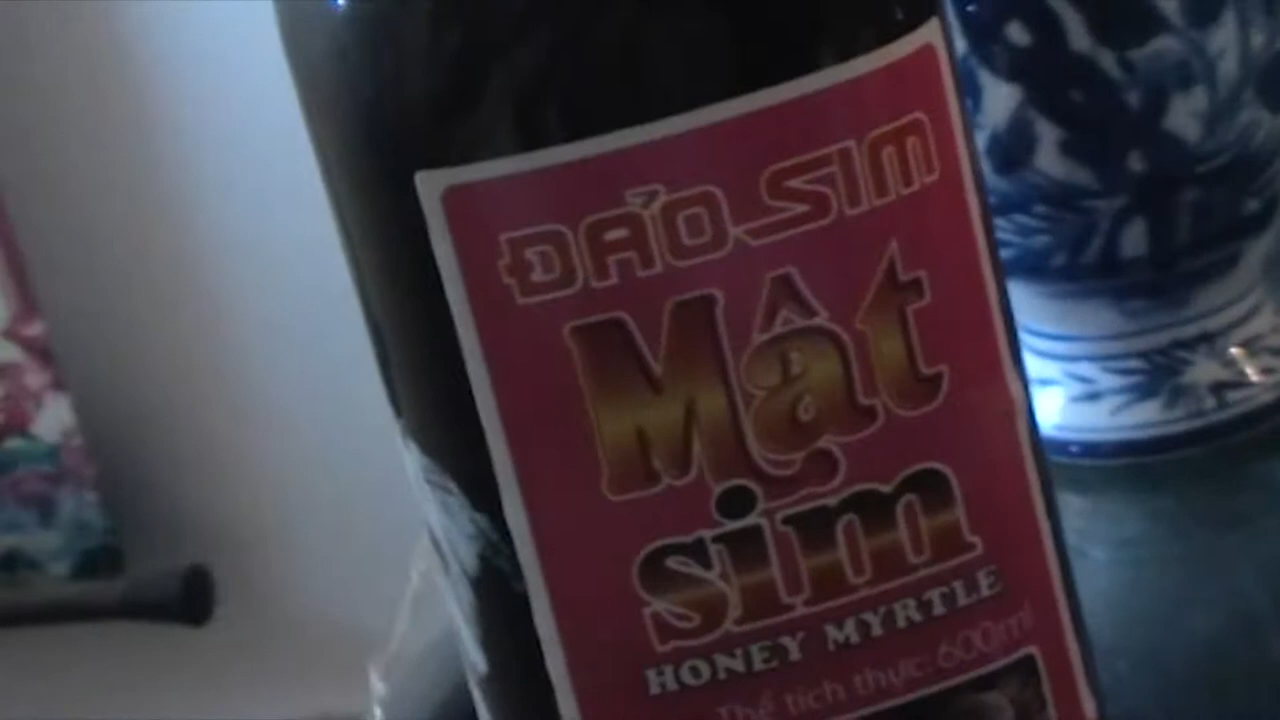 ĐẢO SIM
Mật
sim
HONEY MYRTLE
Thể tích thực: 600ml